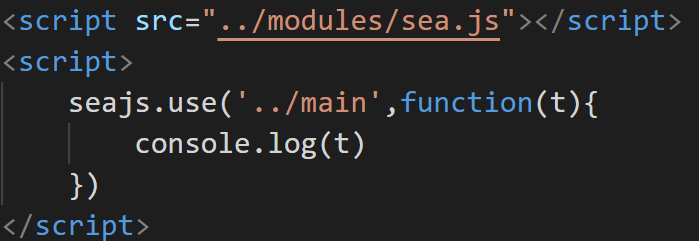 <script src="../modules/sea.js"></script>
<script>
    seajs.use('../main',function(t){
        console.log(t)
    })
</script>